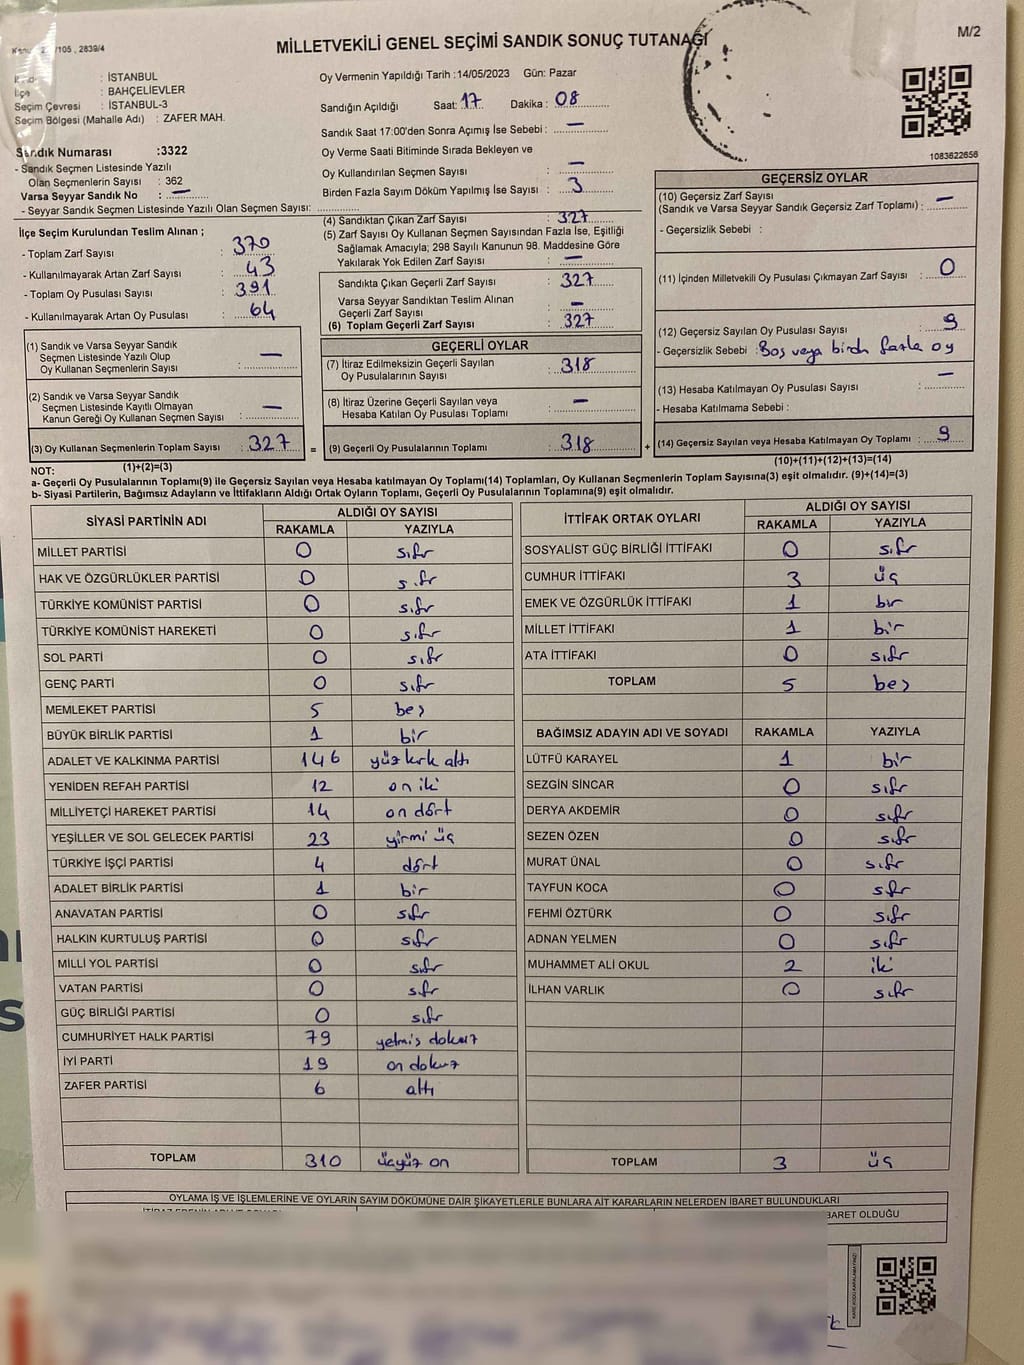 /105 , 2839/4
MİLLETVEKİLİ GENEL SEÇİMİ SANDIK SONUÇ TUTANAĞI
M/2
: İSTANBUL
: BAHÇELİEVLER
Seçim Çevresi : İSTANBUL-3
Seçim Bölgesi (Mahalle Adı) : ZAFER MAH.
Sandık Numarası :3322
- Sandık Seçmen Listesinde Yazılı
Olan Seçmenlerin Sayısı : 362
Varsa Seyyar Sandık No : —
- Seyyar Sandık Seçmen Listesinde Yazılı Olan Seçmen Sayısı:
İlçe Seçim Kurulundan Teslim Alınan ;
- Toplam Zarf Sayısı : 370
- Kullanılmayarak Artan Zarf Sayısı : 43
- Toplam Oy Pusulası Sayısı : 391
- Kullanılmayarak Artan Oy Pusulası : 64
(1) Sandık ve Varsa Seyyar Sandık
Seçmen Listesinde Yazılı Olup
Oy Kullanan Seçmenlerin Sayısı : —
(2) Sandık ve Varsa Seyyar Sandık
Seçmen Listesinde Kayıtlı Olmayan
Kanun Gereği Oy Kullanan Seçmen Sayısı : —
(3) Oy Kullanan Seçmenlerin Toplam Sayısı : 327
(1)+(2)=(3)
Oy Vermenin Yapıldığı Tarih :14/05/2023 Gün: Pazar
Sandığın Açıldığı Saat: 17 Dakika : 08
Sandık Saat 17:00'den Sonra Açımış İse Sebebi : —
Oy Verme Saati Bitiminde Sırada Bekleyen ve
Oy Kullandırılan Seçmen Sayısı : —
Birden Fazla Sayım Döküm Yapılmış İse Sayısı : 3
(4) Sandıktan Çıkan Zarf Sayısı : 327
(5) Zarf Sayısı Oy Kullanan Seçmen Sayısından Fazla İse, Eşitliği
Sağlamak Amacıyla; 298 Sayılı Kanunun 98. Maddesine Göre
Yakılarak Yok Edilen Zarf Sayısı : —
Sandıkta Çıkan Geçerli Zarf Sayısı : 327
Varsa Seyyar Sandıktan Teslim Alınan
Geçerli Zarf Sayısı : —
(6) Toplam Geçerli Zarf Sayısı : 327
GEÇERLİ OYLAR
(7) İtiraz Edilmeksizin Geçerli Sayılan
Oy Pusulalarının Sayısı : 318
(8) İtiraz Üzerine Geçerli Sayılan veya
Hesaba Katılan Oy Pusulası Toplamı : —
= (9) Geçerli Oy Pusulalarının Toplamı : 318
1083622656
GEÇERSİZ OYLAR
(10) Geçersiz Zarf Sayısı
(Sandık ve Varsa Seyyar Sandık Geçersiz Zarf Toplamı) : —
- Geçersizlik Sebebi :
(11) İçinden Milletvekili Oy Pusulası Çıkmayan Zarf Sayısı : 0
(12) Geçersiz Sayılan Oy Pusulası Sayısı : 9
- Geçersizlik Sebebi : Boş veya birden fazla oy
(13) Hesaba Katılmayan Oy Pusulası Sayısı : —
- Hesaba Katılmama Sebebi :
+ (14) Geçersiz Sayılan veya Hesaba Katılmayan Oy Toplamı : 9
(10)+(11)+(12)+(13)=(14)
NOT:
a- Geçerli Oy Pusulalarının Toplamı(9) ile Geçersiz Sayılan veya Hesaba katılmayan Oy Toplamı(14) Toplamları, Oy Kullanan Seçmenlerin Toplam Sayısına(3) eşit olmalıdır. (9)+(14)=(3)
b- Siyasi Partilerin, Bağımsız Adayların ve İttifakların Aldığı Ortak Oyların Toplamı, Geçerli Oy Pusulalarının Toplamına(9) eşit olmalıdır.
SİYASİ PARTİNİN ADI ALDIĞI OY SAYISI
RAKAMLA YAZIYLA
MİLLET PARTİSİ 0 sıfır
HAK VE ÖZGÜRLÜKLER PARTİSİ 0 sıfır
TÜRKİYE KOMÜNİST PARTİSİ 0 sıfır
TÜRKİYE KOMÜNİST HAREKETİ 0 sıfır
SOL PARTİ 0 sıfır
GENÇ PARTİ 0 sıfır
MEMLEKET PARTİSİ 5 beş
BÜYÜK BİRLİK PARTİSİ 1 bir
ADALET VE KALKINMA PARTİSİ 146 yüz kırk altı
YENİDEN REFAH PARTİSİ 12 on iki
MİLLİYETÇİ HAREKET PARTİSİ 14 on dört
YEŞİLLER VE SOL GELECEK PARTİSİ 23 yirmi üç
TÜRKİYE İŞÇİ PARTİSİ 4 dört
ADALET BİRLİK PARTİSİ 1 bir
ANAVATAN PARTİSİ 0 sıfır
HALKIN KURTULUŞ PARTİSİ 0 sıfır
MİLLİ YOL PARTİSİ 0 sıfır
VATAN PARTİSİ 0 sıfır
GÜÇ BİRLİĞİ PARTİSİ 0 sıfır
CUMHURİYET HALK PARTİSİ 79 yetmiş dokuz
İYİ PARTİ 19 on dokuz
ZAFER PARTİSİ 6 altı
TOPLAM 310 üçyüz on
İTTİFAK ORTAK OYLARI ALDIĞI OY SAYISI
RAKAMLA YAZIYLA
SOSYALİST GÜÇ BİRLİĞİ İTTİFAKI 0 sıfır
CUMHUR İTTİFAKI 3 üç
EMEK VE ÖZGÜRLÜK İTTİFAKI 1 bir
MİLLET İTTİFAKI 1 bir
ATA İTTİFAKI 0 sıfır
TOPLAM 5 beş
BAĞIMSIZ ADAYIN ADI VE SOYADI RAKAMLA YAZIYLA
LÜTFÜ KARAYEL 1 bir
SEZGİN SİNCAR 0 sıfır
DERYA AKDEMİR 0 sıfır
SEZEN ÖZEN 0 sıfır
MURAT ÜNAL 0 sıfır
TAYFUN KOCA 0 sıfır
FEHMİ ÖZTÜRK 0 sıfır
ADNAN YELMEN 0 sıfır
MUHAMMET ALİ OKUL 2 iki
İLHAN VARLIK 0 sıfır
TOPLAM 3 üç
OYLAMA İŞ VE İŞLEMLERİNE VE OYLARIN SAYIM DÖKÜMÜNE DAİR ŞİKAYETLERLE BUNLARA AİT KARARLARIN NELERDEN İBARET BULUNDUKLARI
BARET OLDUĞU